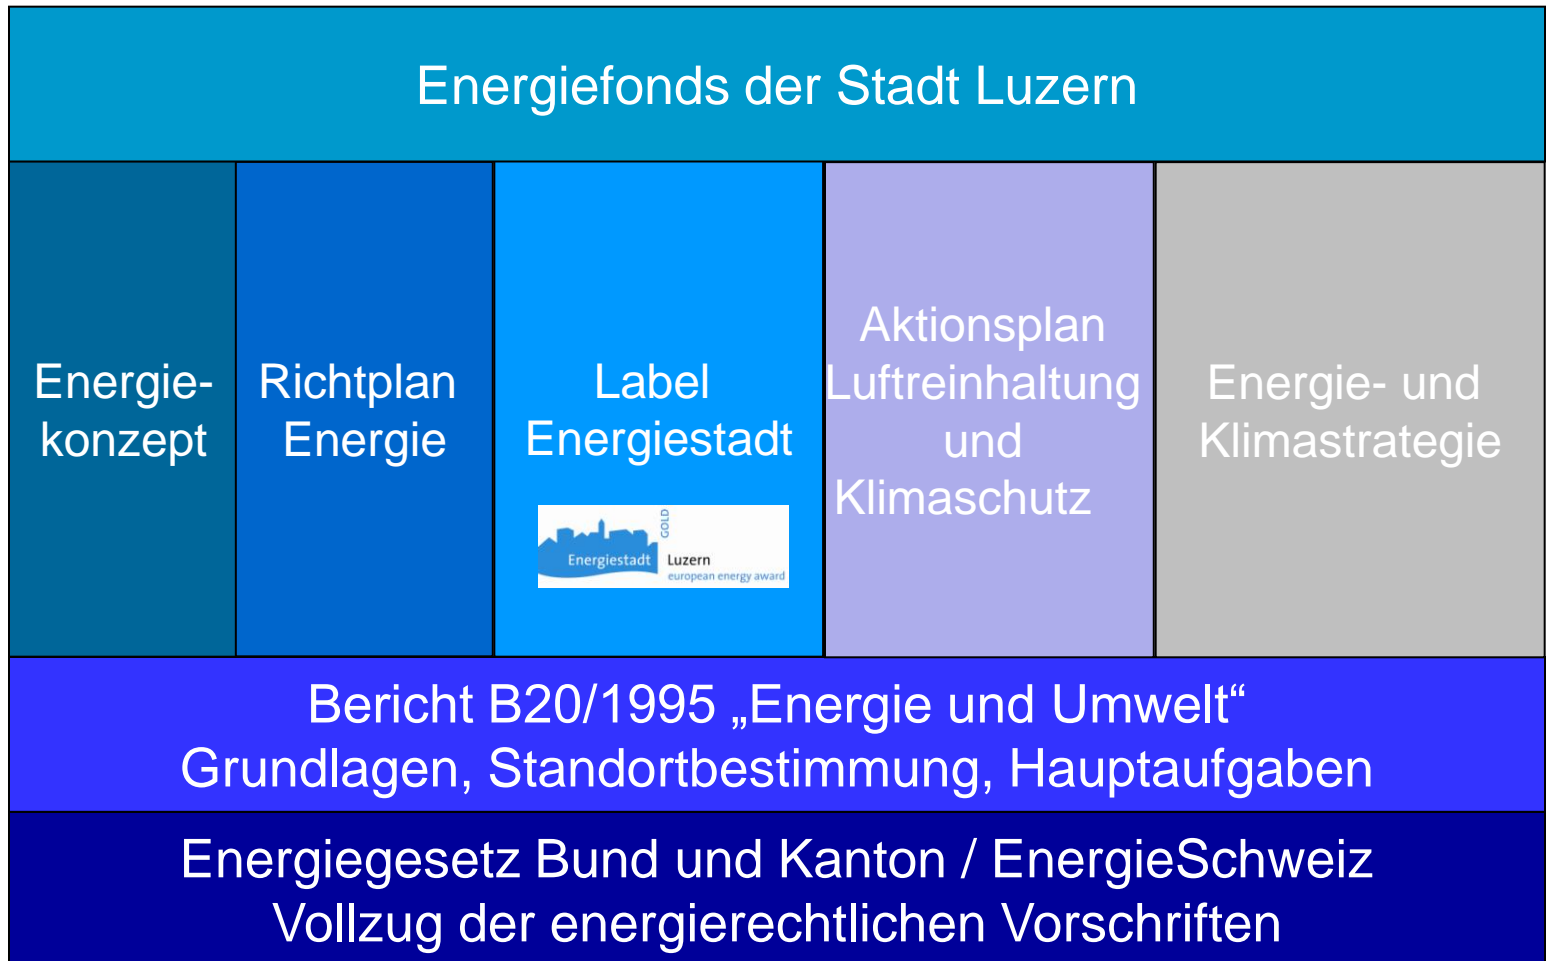 Energiefonds der Stadt Luzern
Energie-
konzept
Richtplan
Energie
Label
Energiestadt
GOLD
Energiestadt
Luzern
european energy award
Aktionsplan
Luftreinhaltung
und
Klimaschutz
Energie- und
Klimastrategie
Bericht B20/1995 „Energie und Umwelt“
Grundlagen, Standortbestimmung, Hauptaufgaben
Energiegesetz Bund und Kanton / EnergieSchweiz
Vollzug der energierechtlichen Vorschriften